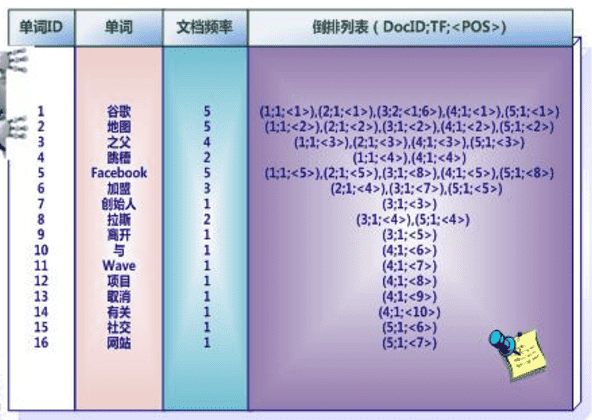 单词ID 单词 文档频率 倒排列表（DocID;TF;<POS>）
1 谷歌 5 (1;1;<1>),(2;1;<1>),(3;2;<1;6>),(4;1;<1>),(5;1;<1>)
2 地图 5 (1;1;<2>),(2;1;<2>),(3;1;<2>),(4;1;<2>),(5;1;<2>)
3 之父 4 (1;1;<3>),(2;1;<3>),(4;1;<3>),(5;1;<3>)
4 跳槽 2 (1;1;<4>),(4;1;<4>)
5 Facebook 5 (1;1;<5>),(2;1;<5>),(3;1;<8>),(4;1;<5>),(5;1;<8>)
6 加盟 3 (2;1;<4>),(3;1;<7>),(5;1;<5>)
7 创始人 1 (3;1;<3>)
8 拉斯 2 (3;1;<4>),(5;1;<4>)
9 离开 1 (3;1;<5>)
10 与 1 (4;1;<6>)
11 Wave 1 (4;1;<7>)
12 项目 1 (4;1;<8>)
13 取消 1 (4;1;<9>)
14 有关 1 (4;1;<10>)
15 社交 1 (5;1;<6>)
16 网站 1 (5;1;<7>)